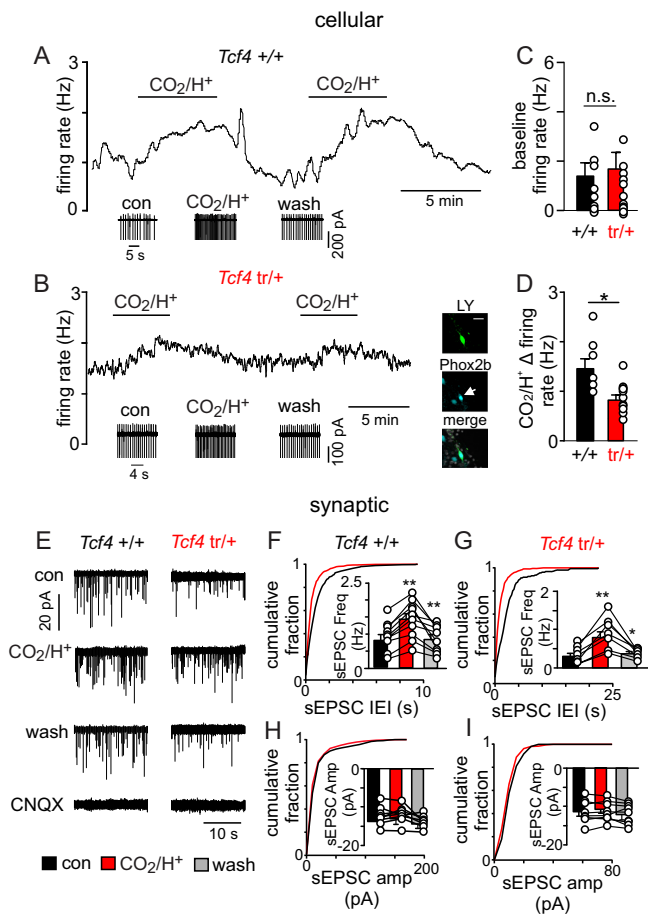 cellular
A
Tcf4 +/+
CO2/H+
CO2/H+
3
firing rate (Hz)
0
5 min
con
CO2/H+
wash
5 s
200 pA
C
6
n.s.
baseline
firing rate (Hz)
0
+/+
tr/+
B
Tcf4 tr/+
CO2/H+
CO2/H+
3
firing rate (Hz)
0
5 min
con
CO2/H+
wash
4 s
100 pA
LY
Phox2b
merge
D
3
*
CO2/H+ Δ firing
rate (Hz)
0
+/+
tr/+
synaptic
E
Tcf4 +/+
Tcf4 tr/+
con
20 pA
CO2/H+
wash
CNQX
10 s
con
CO2/H+
wash
F
Tcf4 +/+
1
cumulative
fraction
0
0
10
sEPSC IEI (s)
2.5
sEPSC Freq
(Hz)
0
**
**
G
Tcf4 tr/+
1
cumulative
fraction
0
0
25
sEPSC IEI (s)
2
sEPSC Freq
(Hz)
0
**
*
H
1
cumulative
fraction
0
0
200
sEPSC amp
(pA)
0
sEPSC Amp
(pA)
-20
I
1
cumulative
fraction
0
0
80
sEPSC amp
(pA)
0
sEPSC Amp
(pA)
-20